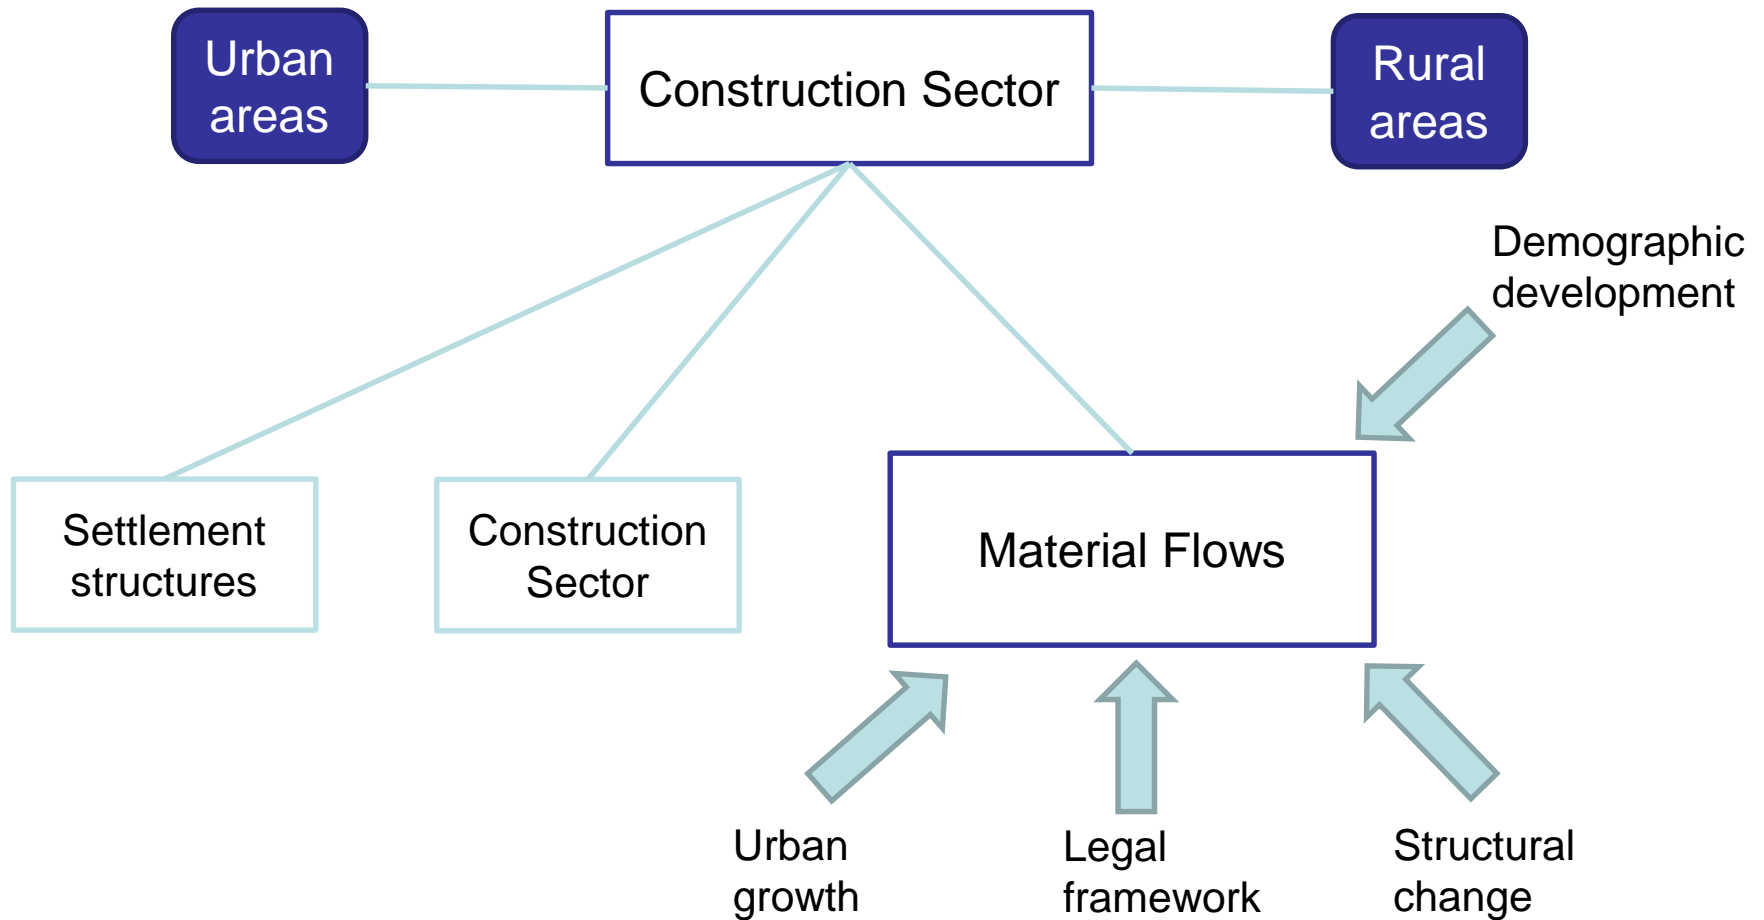 Urban
areas
Construction Sector
Rural
areas
Demographic
development
Settlement
structures
Construction
Sector
Material Flows
Urban
growth
Legal
framework
Structural
change